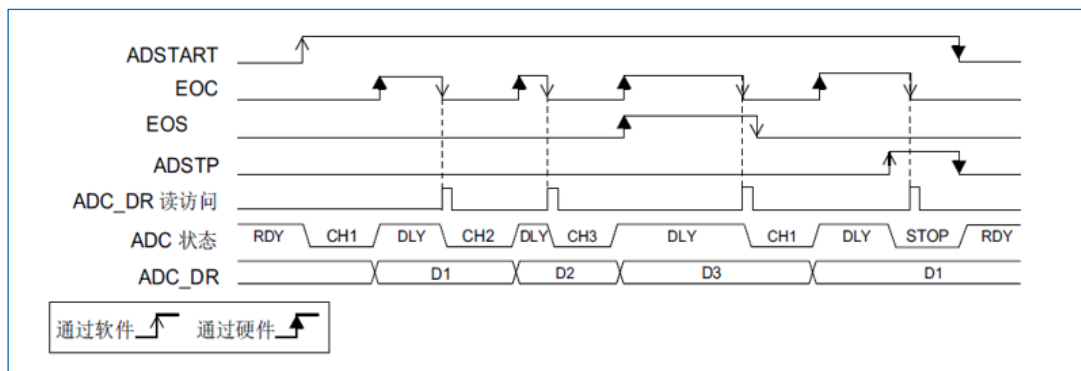 ADSTART
EOC
EOS
ADSTP
ADC_DR 读访问
ADC 状态 RDY CH1 DLY CH2 DLY CH3 DLY CH1 DLY STOP RDY
ADC_DR D1 D2 D3 D1
通过软件 通过硬件